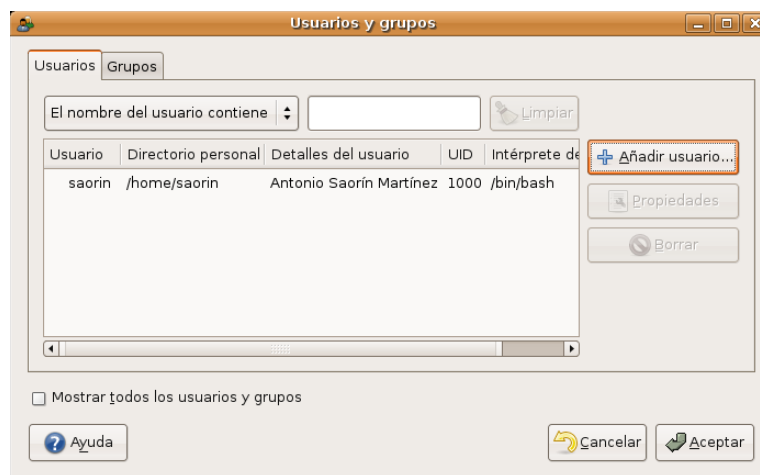 Usuarios y grupos
Usuarios Grupos
El nombre del usuario contiene Limpiar
Usuario Directorio personal Detalles del usuario UID Intérprete de Añadir usuario...
saorin /home/saorin Antonio Saorín Martínez 1000 /bin/bash
Propiedades
Borrar
Mostrar todos los usuarios y grupos
Ayuda Cancelar Aceptar